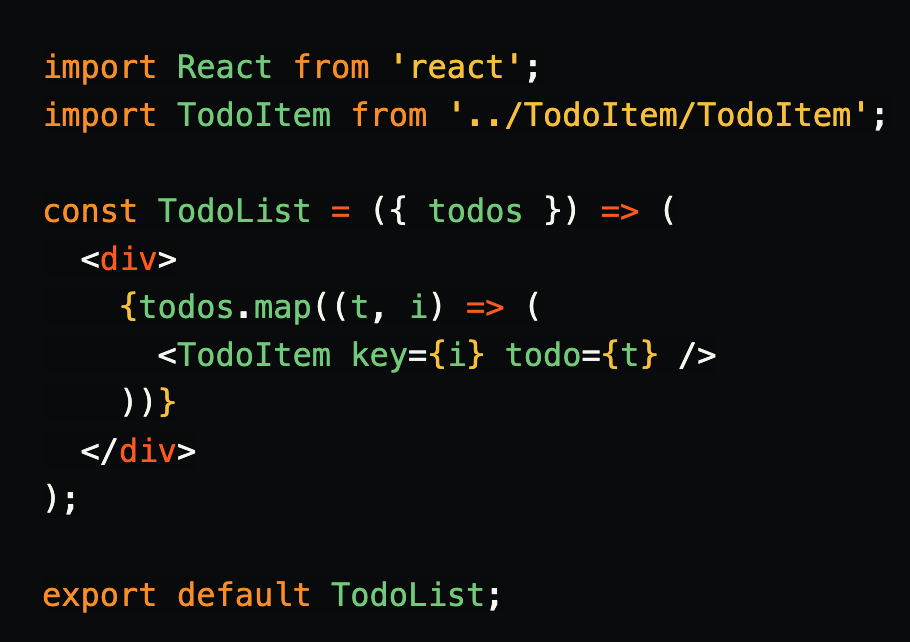 import React from 'react';
import TodoItem from '../TodoItem/TodoItem';

const TodoList = ({ todos }) => (
  <div>
    {todos.map((t, i) => (
      <TodoItem key={i} todo={t} />
    ))}
  </div>
);

export default TodoList;